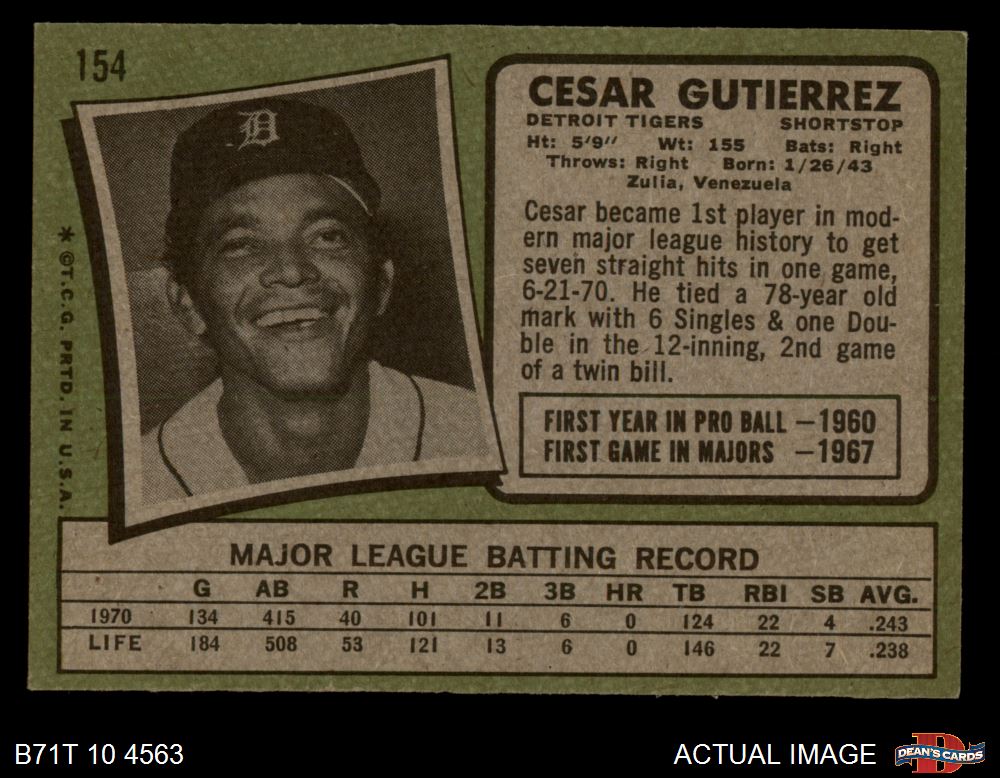 154
D
* ©T.C.G. PRTD. IN U.S.A.
CESAR GUTIERREZ
DETROIT TIGERS SHORTSTOP
Ht: 5'9" Wt: 155 Bats: Right
Throws: Right Born: 1/26/43
Zulia, Venezuela
Cesar became 1st player in mod-
ern major league history to get
seven straight hits in one game,
6-21-70. He tied a 78-year old
mark with 6 Singles & one Dou-
ble in the 12-inning, 2nd game
of a twin bill.
FIRST YEAR IN PRO BALL —1960
FIRST GAME IN MAJORS —1967
MAJOR LEAGUE BATTING RECORD
G AB R H 2B 3B HR TB RBI SB AVG.
1970 134 415 40 101 11 6 0 124 22 4 .243
LIFE 184 508 53 121 13 6 0 146 22 7 .238
B71T 10 4563
ACTUAL IMAGE
D
DEAN'S CARDS